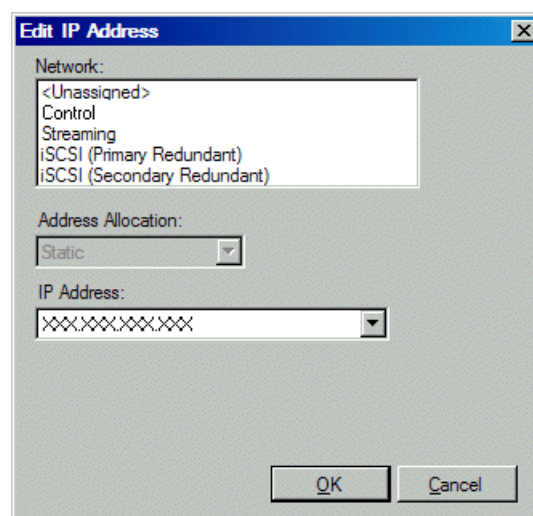 Edit IP Address
Network:
<Unassigned>
Control
Streaming
iSCSI (Primary Redundant)
iSCSI (Secondary Redundant)
Address Allocation:
Static
IP Address:
XXX.XXX.XXX.XXX
OK Cancel